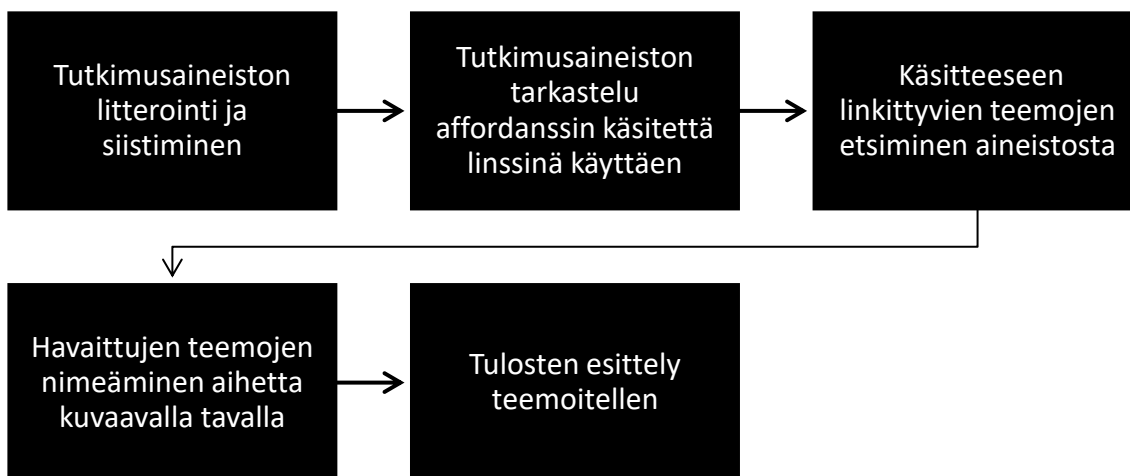 Tutkimusaineiston
litterointi ja
siistiminen
Tutkimusaineiston
tarkastelu
affordanssin käsitettä
linssinä käyttäen
Käsitteeseen
linkittyvien teemojen
etsiminen aineistosta
Havaittujen teemojen
nimeäminen aihetta
kuvaavalla tavalla
Tulosten esittely
teemoitellen